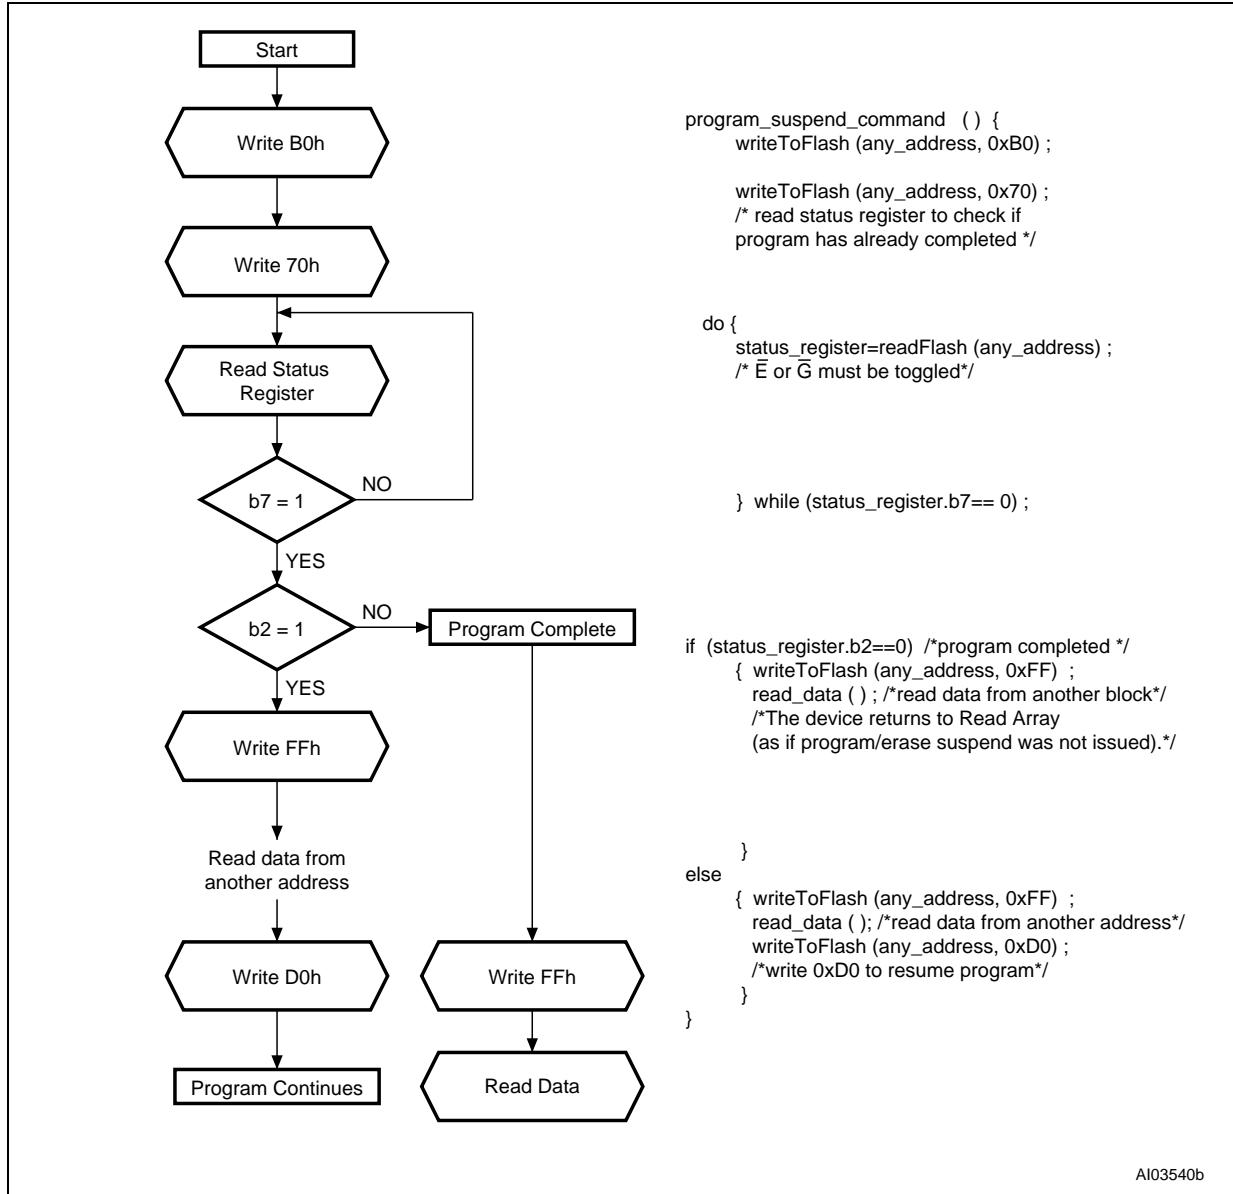 Start
Write B0h
Write 70h
Read Status
Register
b7 = 1
NO
YES
b2 = 1
NO
Program Complete
YES
Write FFh
Read data from
another address
Write D0h
Write FFh
Program Continues
Read Data
program_suspend_command ( ) {
writeToFlash (any_address, 0xB0) ;
writeToFlash (any_address, 0x70) ;
/* read status register to check if
program has already completed */
do {
status_register=readFlash (any_address) ;
/* E̅ or G̅ must be toggled*/
} while (status_register.b7== 0) ;
if (status_register.b2==0) /*program completed */
{ writeToFlash (any_address, 0xFF) ;
read_data ( ) ; /*read data from another block*/
/*The device returns to Read Array
(as if program/erase suspend was not issued).*/
}
else
{ writeToFlash (any_address, 0xFF) ;
read_data ( ); /*read data from another address*/
writeToFlash (any_address, 0xD0) ;
/*write 0xD0 to resume program*/
}
}
AI03540b